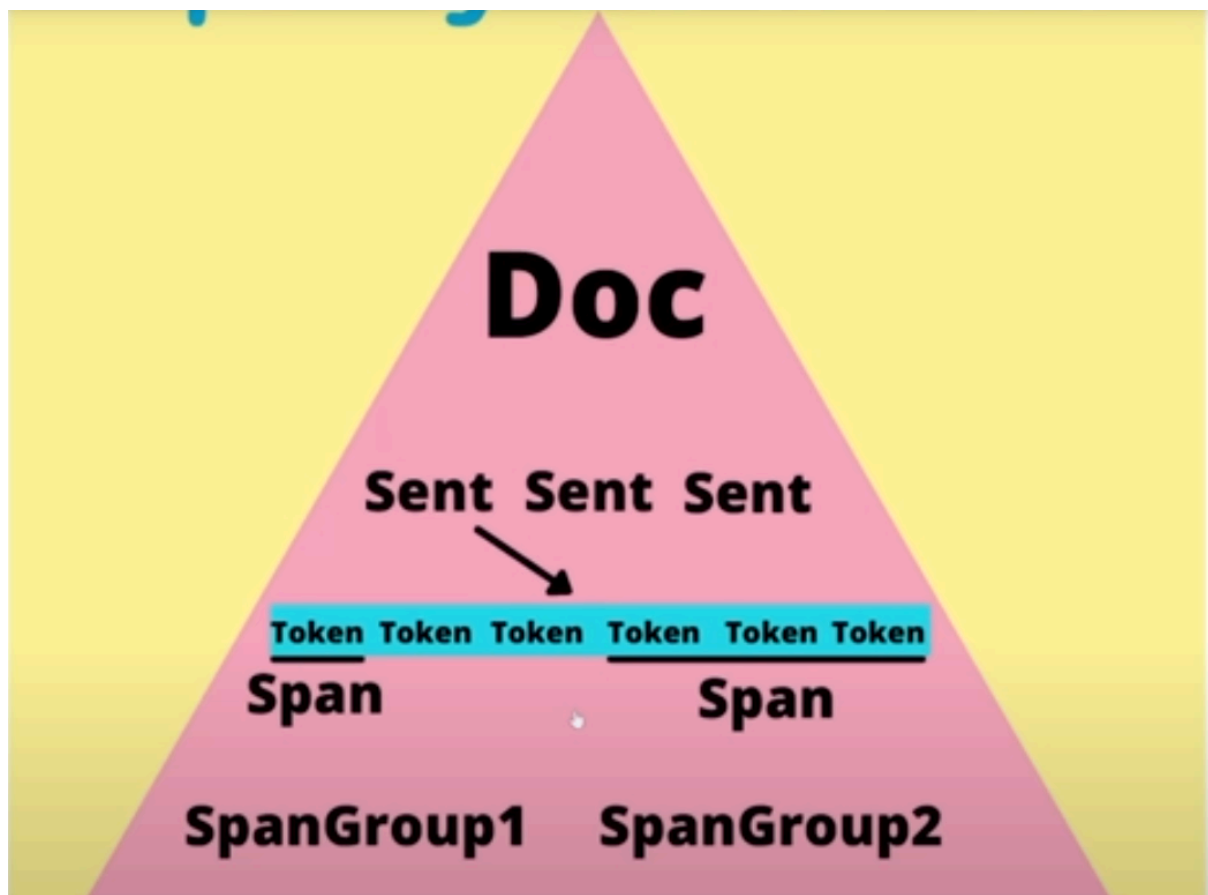 Doc
Sent Sent Sent
Token Token Token Token Token Token
Span Span
SpanGroup1 SpanGroup2